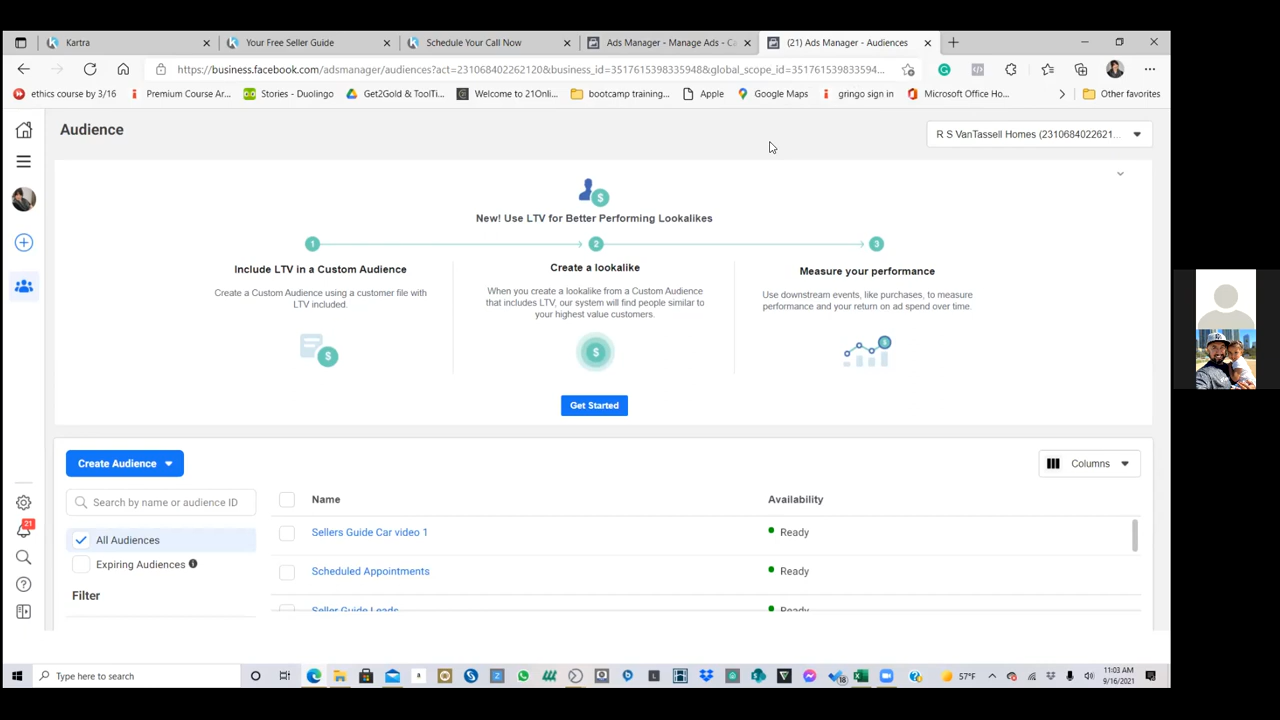 Kartra
Your Free Seller Guide
Schedule Your Call Now
Ads Manager - Manage Ads - Ca
(21) Ads Manager - Audiences
https://business.facebook.com/adsmanager/audiences?act=231068402262120&business_id=3517615398335948&global_scope_id=351761539833594...
ethics course by 3/16
Premium Course Ar...
Stories - Duolingo
Get2Gold & ToolTi...
Welcome to 21Onli...
bootcamp training...
Apple
Google Maps
gringo sign in
Microsoft Office Ho...
Other favorites
Audience
R S VanTassell Homes (2310684022621...
New! Use LTV for Better Performing Lookalikes
1
2
3
Include LTV in a Custom Audience
Create a Custom Audience using a customer file with
LTV included.
Create a lookalike
When you create a lookalike from a Custom Audience
that includes LTV, our system will find people similar to
your highest value customers.
Measure your performance
Use downstream events, like purchases, to measure
performance and your return on ad spend over time.
Get Started
Create Audience
Columns
Search by name or audience ID
Name
Availability
All Audiences
Sellers Guide Car video 1
Ready
Expiring Audiences
Scheduled Appointments
Ready
Filter
Seller Guide Leads
Ready
21
Type here to search
18
57°F
11:03 AM
9/16/2021